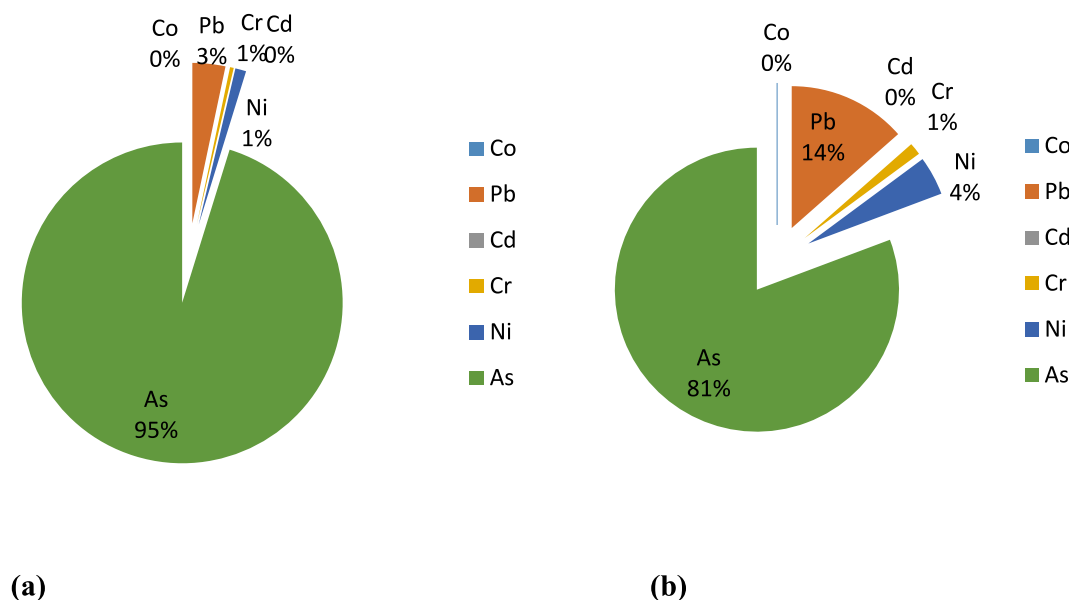 Co
0%
Pb
3%
Cr
1%
Cd
0%
Ni
1%
As
95%
Co
Pb
Cd
Cr
Ni
As
(a)
Co
0%
Pb
14%
Cd
0%
Cr
1%
Ni
4%
As
81%
Co
Pb
Cd
Cr
Ni
As
(b)